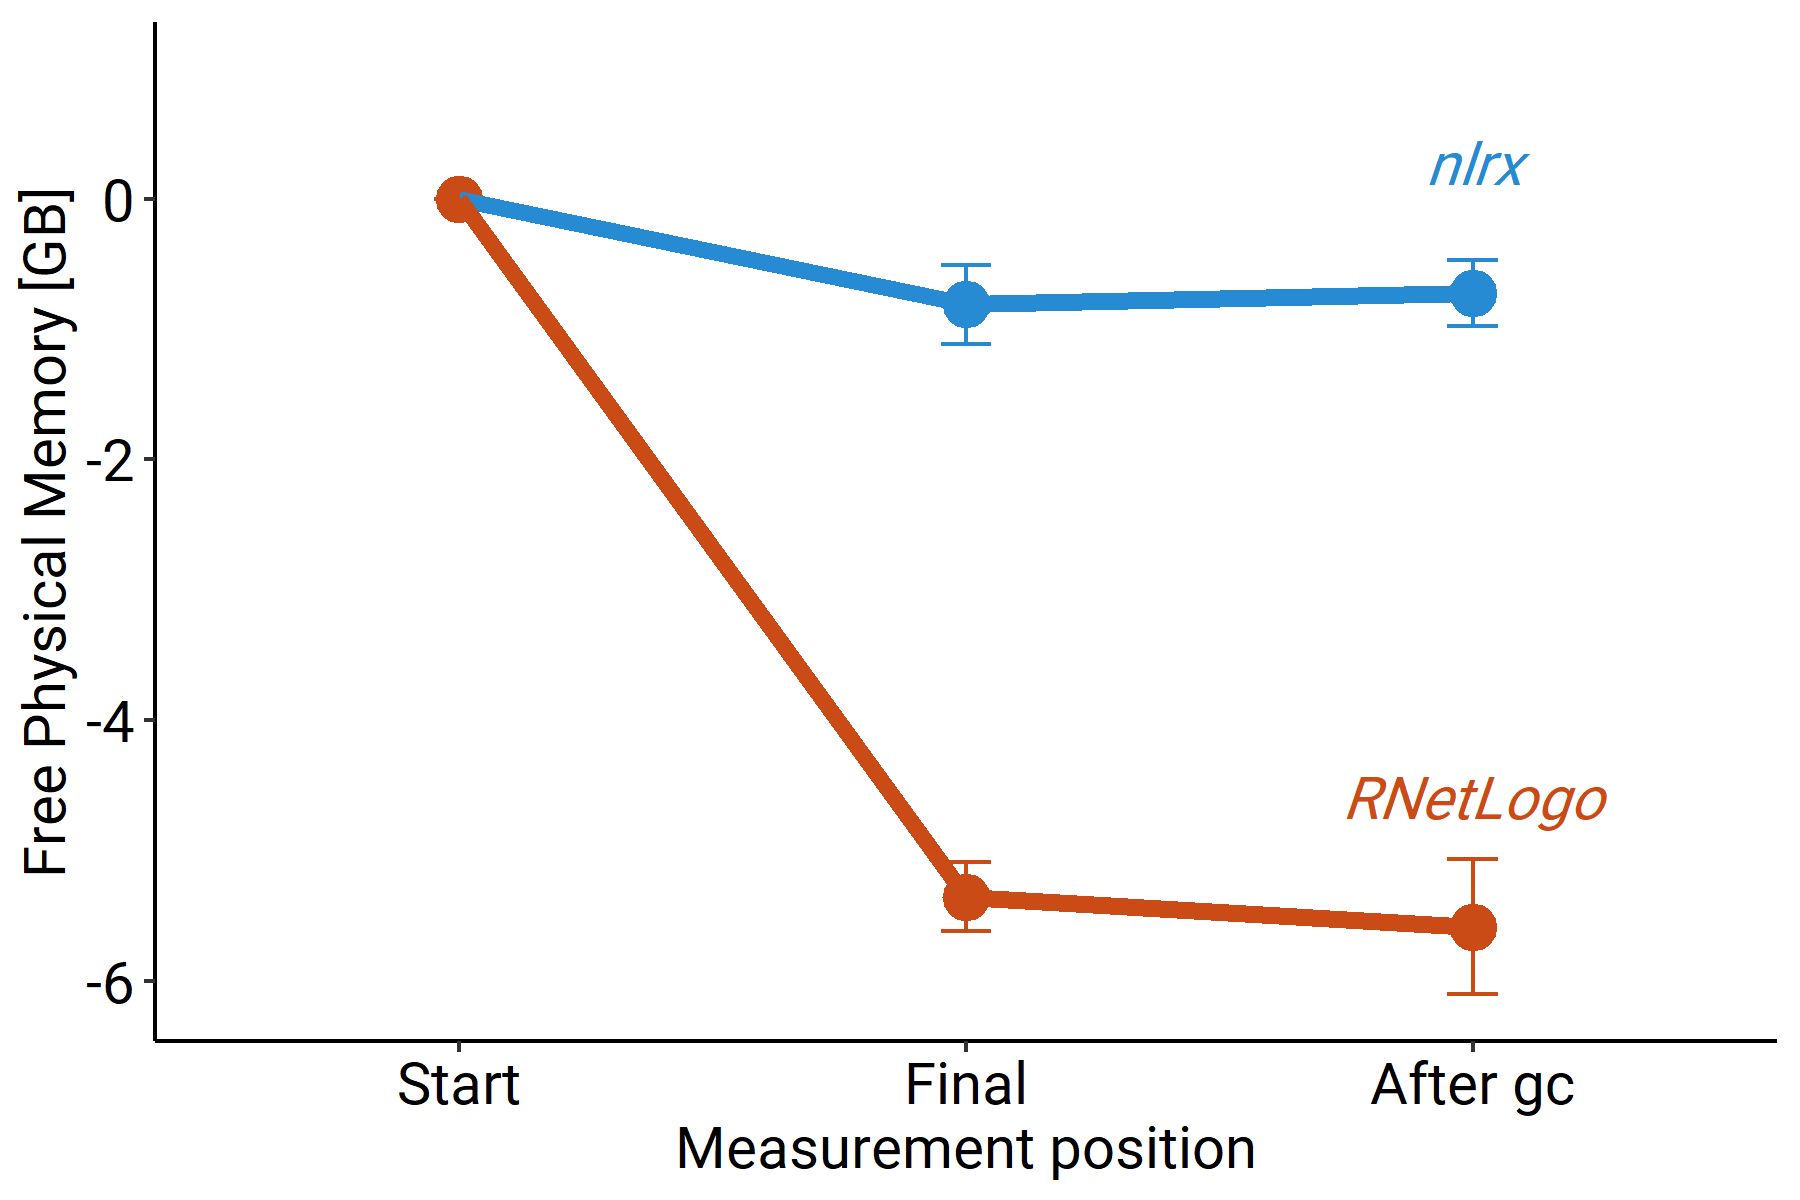 Free Physical Memory [GB]
0
-2
-4
-6
nlrx
RNetLogo
Start
Final
After gc
Measurement position